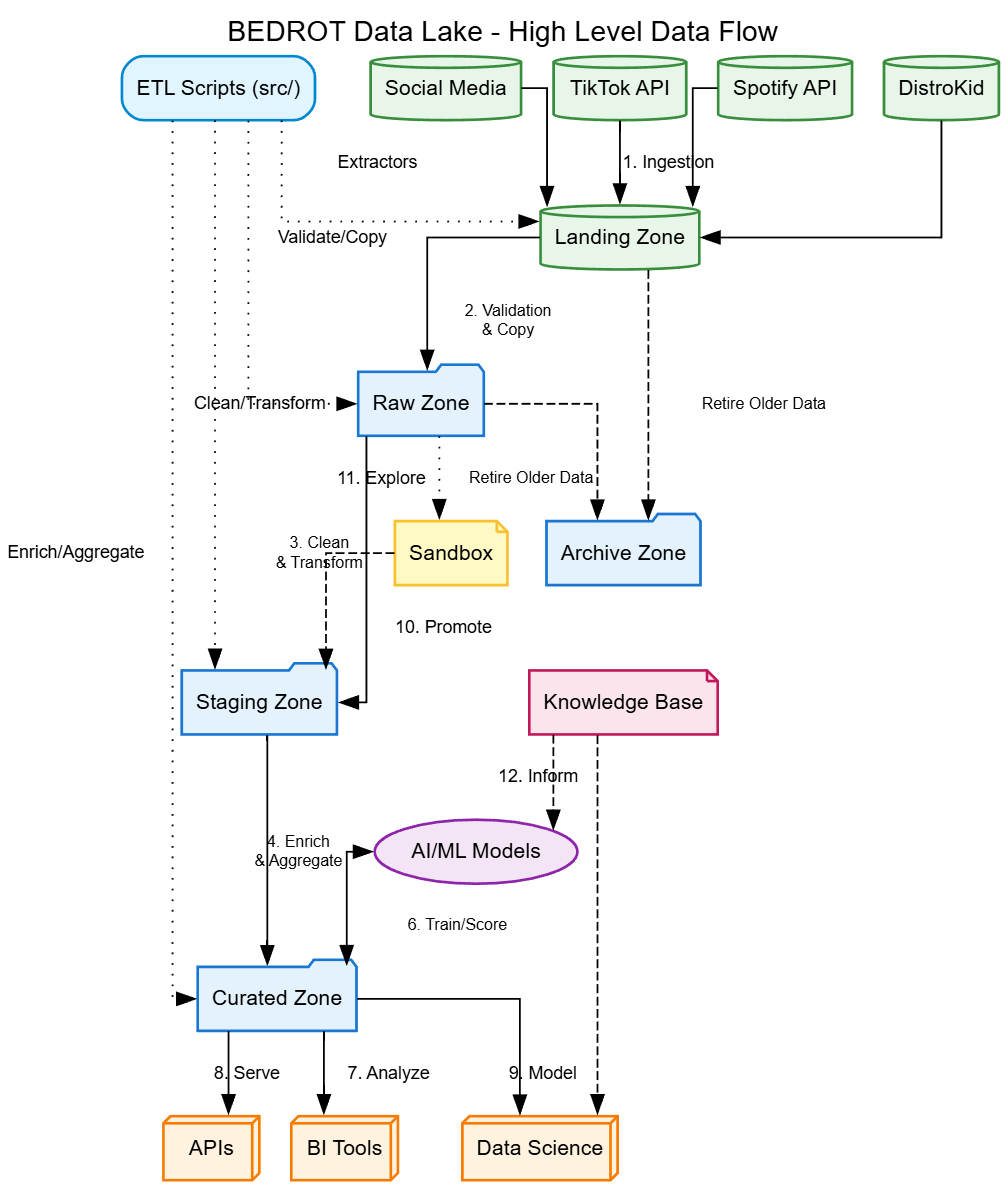 BEDROT Data Lake - High Level Data Flow
ETL Scripts (src/)
Social Media
TikTok API
Spotify API
DistroKid
Extractors
1. Ingestion
Validate/Copy
Landing Zone
2. Validation
& Copy
Clean/Transform
Raw Zone
Retire Older Data
11. Explore
Retire Older Data
Enrich/Aggregate
3. Clean
& Transform
Sandbox
Archive Zone
10. Promote
Staging Zone
Knowledge Base
12. Inform
4. Enrich
& Aggregate
AI/ML Models
6. Train/Score
Curated Zone
8. Serve
7. Analyze
9. Model
APIs
BI Tools
Data Science